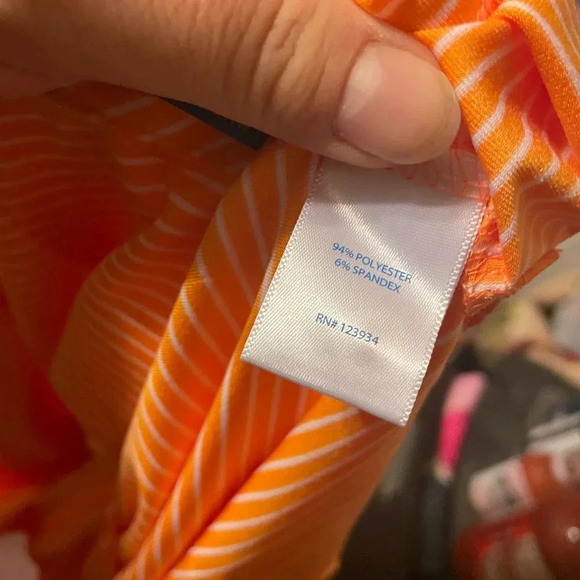 94% POLYESTER
6% SPANDEX
RN# 123934